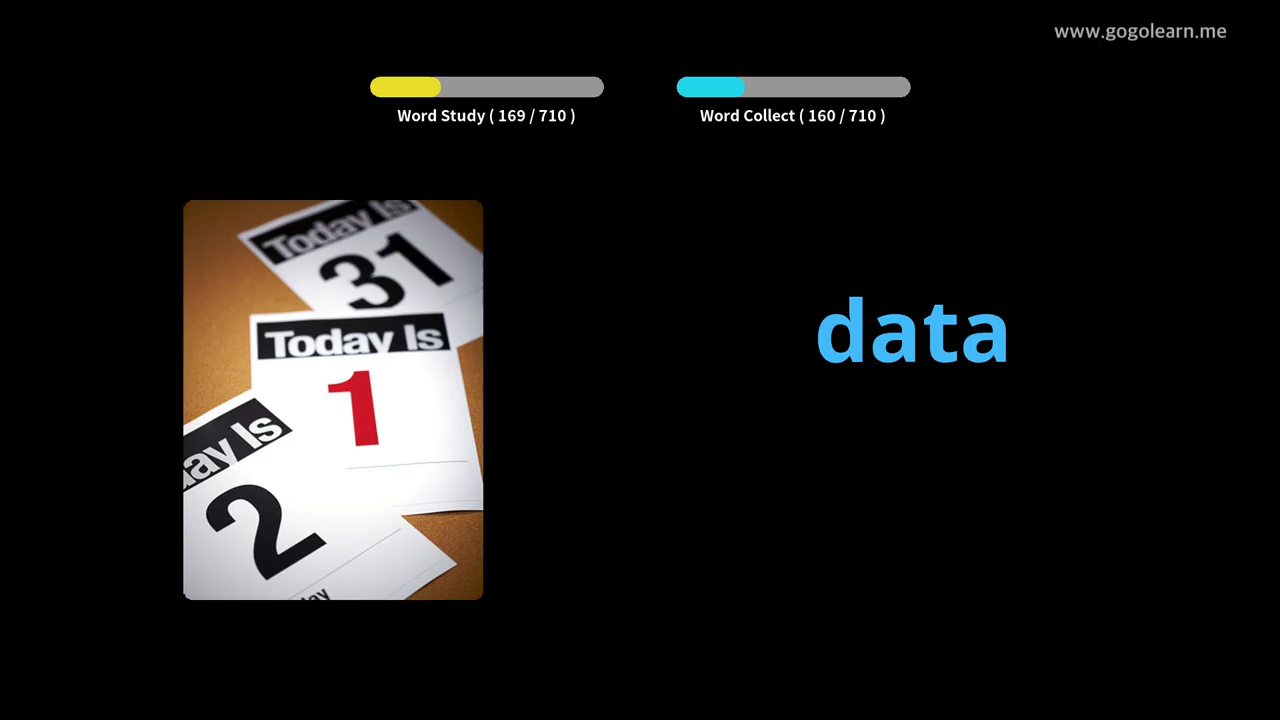 www.gogolearn.me
Word Study ( 169 / 710 )
Word Collect ( 160 / 710 )
Today Is
31
Today Is
1
ay Is
2
ay
data